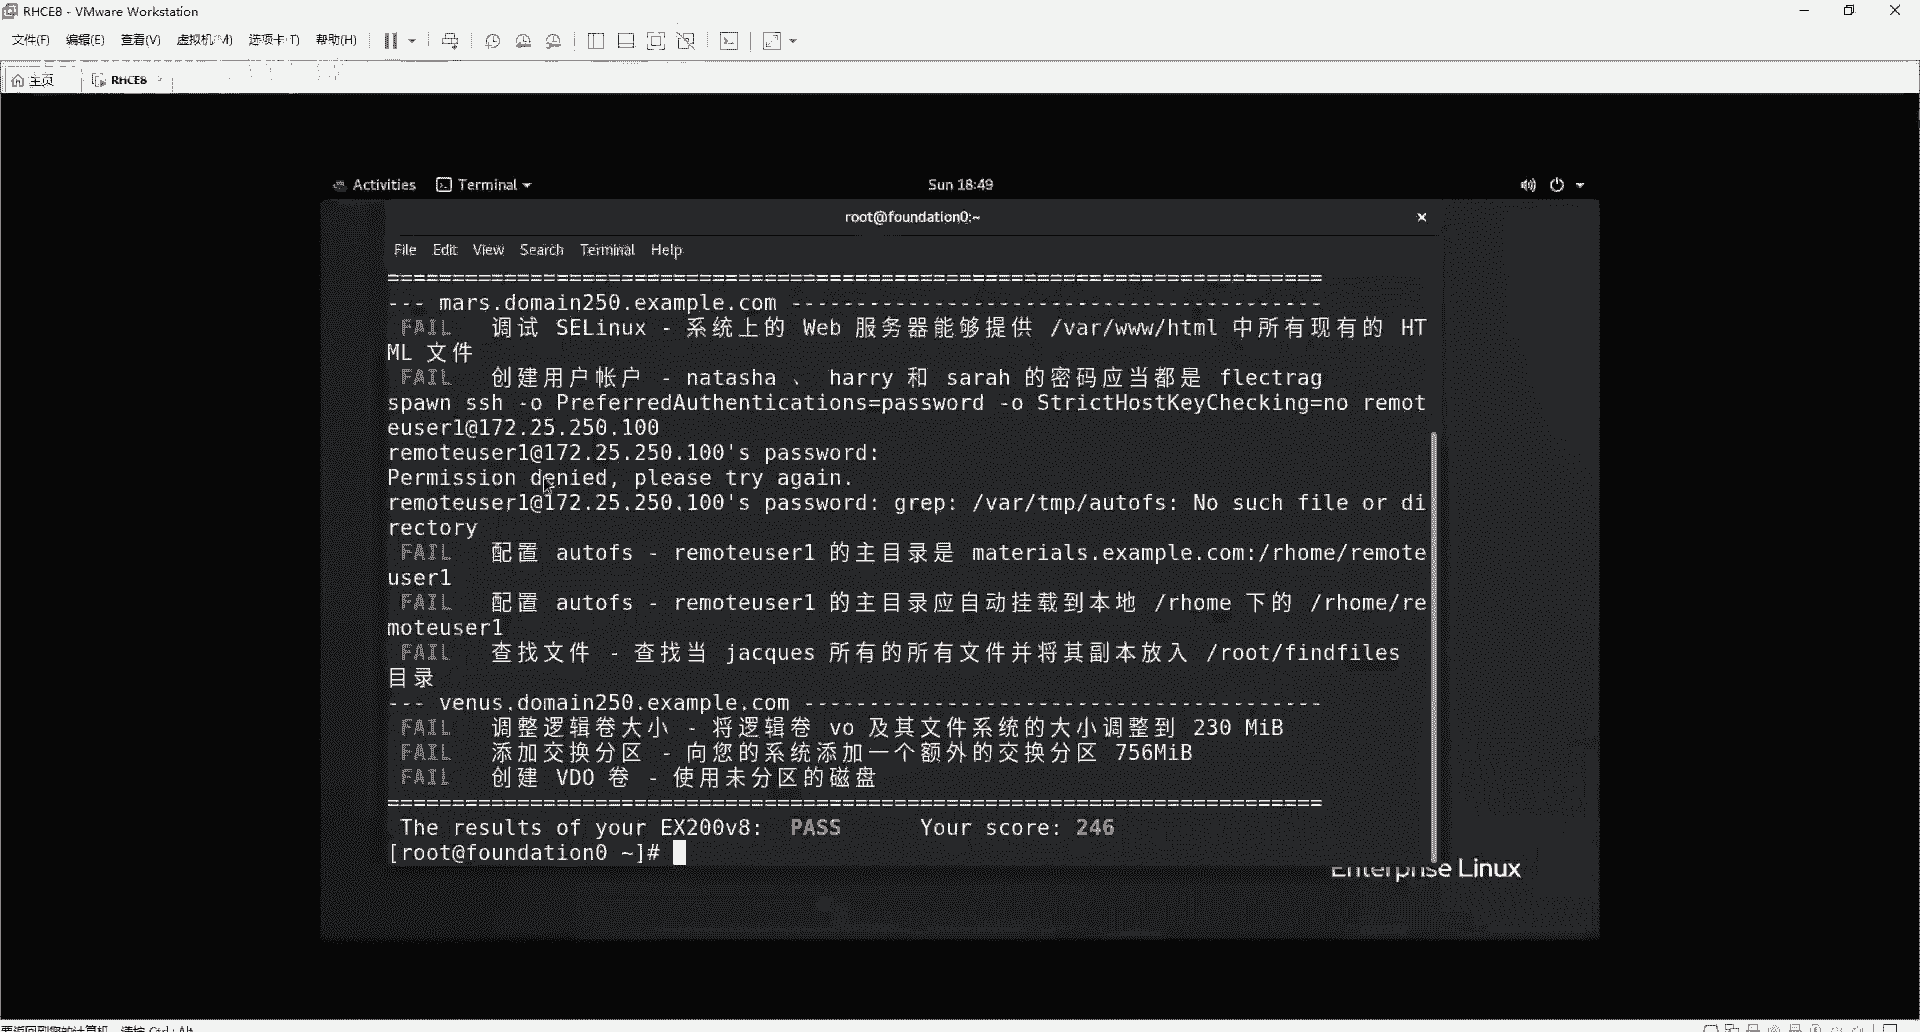 RHCE8 - VMware Workstation
文件(F) 编辑(E) 查看(V) 虚拟机(M) 选项卡(T) 帮助(H)
主页 RHCE8
Activities Terminal Sun 18:49
root@foundation0:~
File Edit View Search Terminal Help
================================================================================
--- mars.domain250.example.com -----------------------------------------
FAIL 调试 SELinux - 系统上的 Web 服务器能够提供 /var/www/html 中所有现有的 HT
ML 文件
FAIL 创建用户帐户 - natasha 、 harry 和 sarah 的密码应当都是 flectrag
spawn ssh -o PreferredAuthentications=password -o StrictHostKeyChecking=no remot
euser1@172.25.250.100
remoteuser1@172.25.250.100's password:
Permission denied, please try again.
remoteuser1@172.25.250.100's password: grep: /var/tmp/autofs: No such file or di
rectory
FAIL 配置 autofs - remoteuser1 的主目录是 materials.example.com:/rhome/remote
user1
FAIL 配置 autofs - remoteuser1 的主目录应自动挂载到本地 /rhome 下的 /rhome/re
moteuser1
FAIL 查找文件 - 查找当 jacques 所有的所有文件并将其副本放入 /root/findfiles
目录
--- venus.domain250.example.com ----------------------------------------
FAIL 调整逻辑卷大小 - 将逻辑卷 vo 及其文件系统的大小调整到 230 MiB
FAIL 添加交换分区 - 向您的系统添加一个额外的交换分区 756MiB
FAIL 创建 VDO 卷 - 使用未分区的磁盘
================================================================================
The results of your EX200v8: PASS Your score: 246
[root@foundation0 ~]#
Enterprise Linux